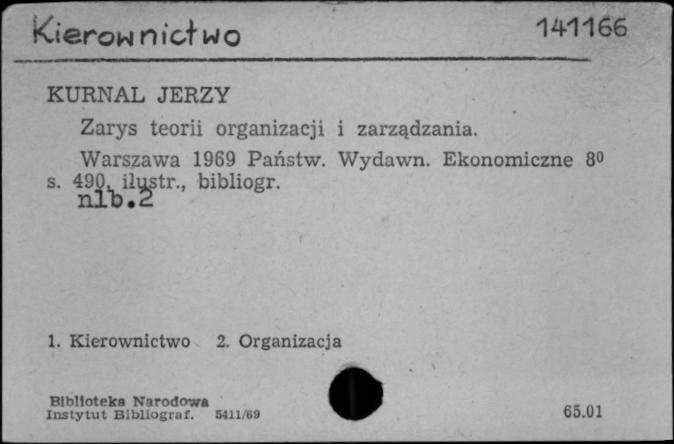 Kierownictwo 141166
KURNAL JERZY
Zarys teorii organizacji i zarządzania.
Warszawa 1969 Państw. Wydawn. Ekonomiczne 8⁰
s. 490, ilustr., bibliogr.
nlb.2
1. Kierownictwo 2. Organizacja
Biblioteka Narodowa
Instytut Bibliograf. 5411/69 65.01